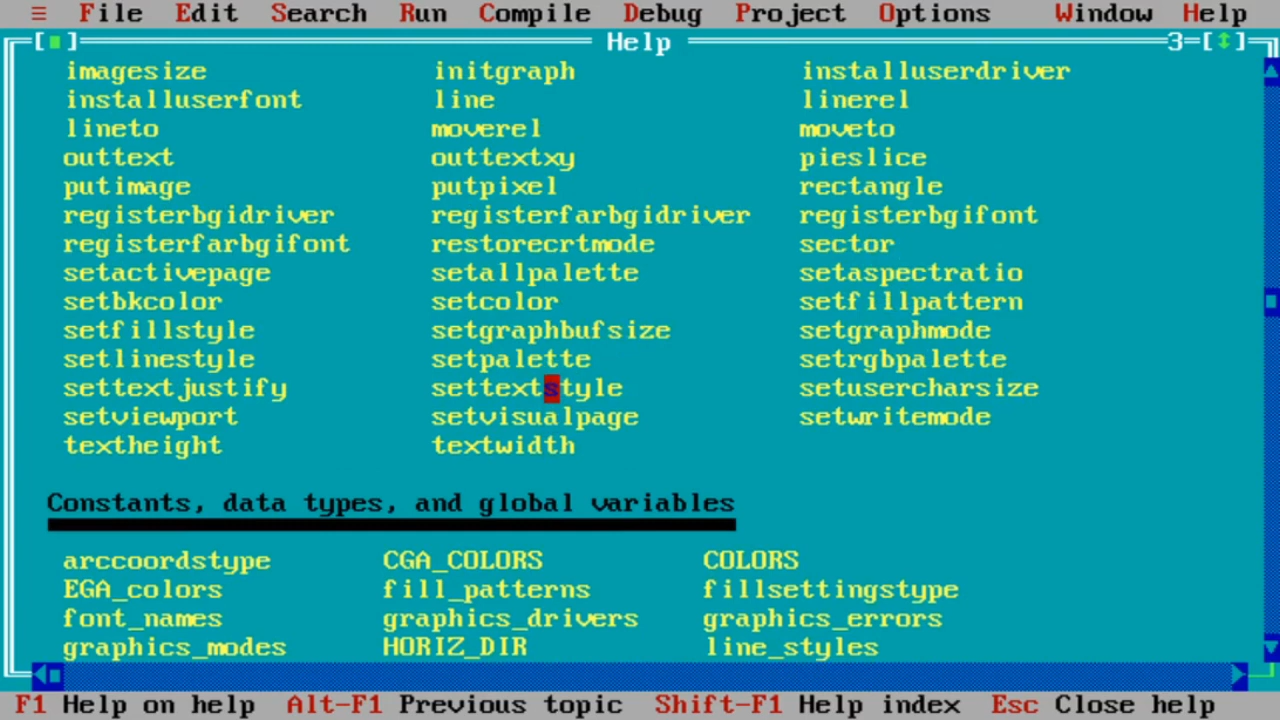 ≡ File Edit Search Run Compile Debug Project Options Window Help
[■] Help 3=[↕]
imagesize initgraph installuserdriver
installuserfont line linerel
lineto moverel moveto
outtext outtextxy pieslice
putimage putpixel rectangle
registerbgidriver registerfarbgidriver registerbgifont
registerfarbgifont restorecrtmode sector
setactivepage setallpalette setaspectratio
setbkcolor setcolor setfillpattern
setfillstyle setgraphbufsize setgraphmode
setlinestyle setpalette setrgbpalette
settextjustify settextstyle setusercharsize
setviewport setvisualpage setwritemode
textheight textwidth
Constants, data types, and global variables
arccoordstype CGA_COLORS COLORS
EGA_colors fill_patterns fillsettingstype
font_names graphics_drivers graphics_errors
graphics_modes HORIZ_DIR line_styles
F1 Help on help Alt-F1 Previous topic Shift-F1 Help index Esc Close help